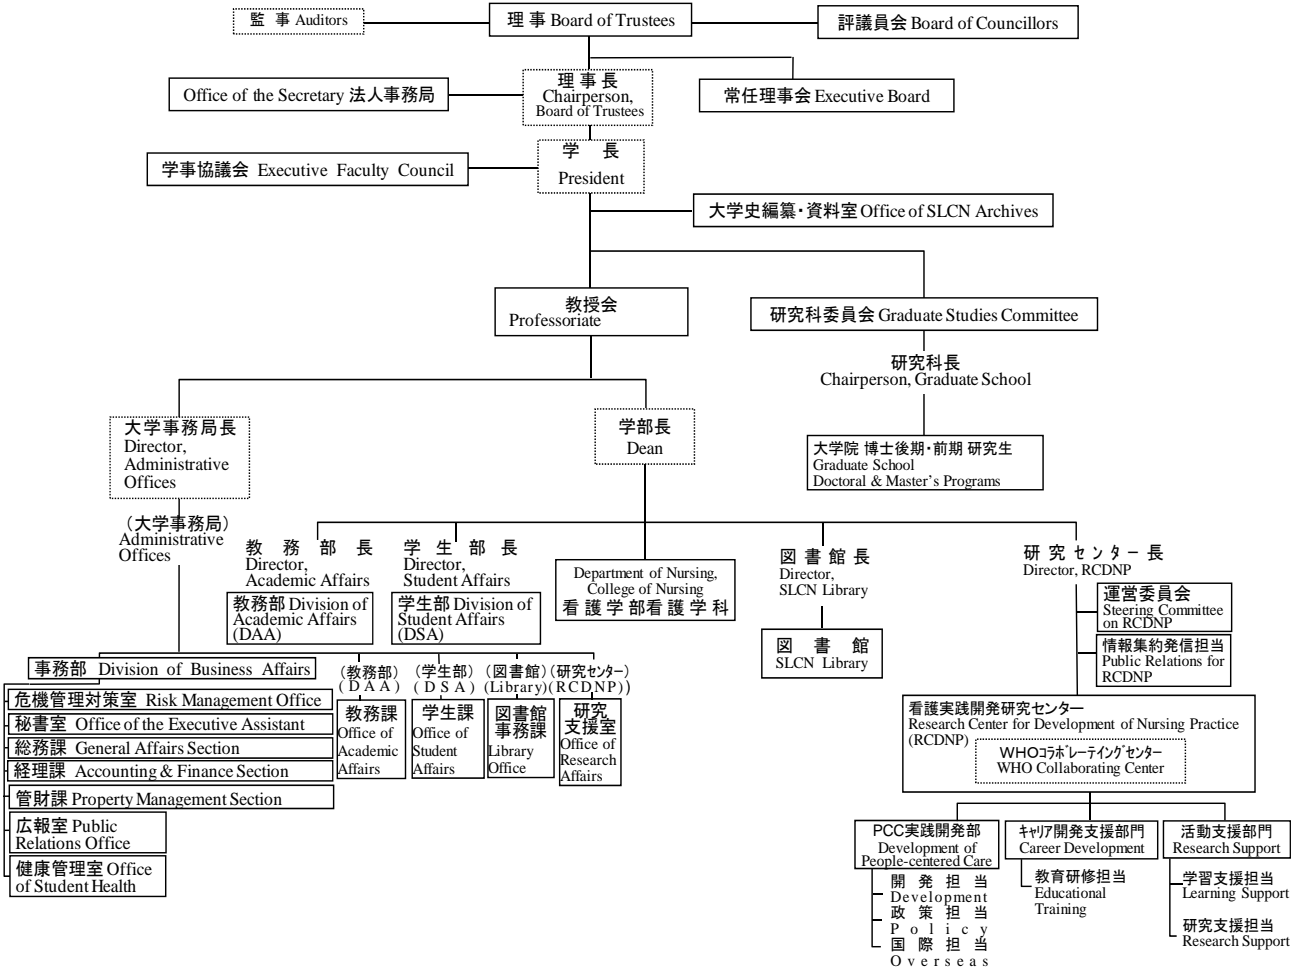 監　事 Auditors
理 事 Board of Trustees
評議員会 Board of Councillors
Office of the Secretary 法人事務局
理 事 長
Chairperson,
Board of Trustees
常任理事会 Executive Board
学事協議会 Executive Faculty Council
学　長
President
大学史編纂・資料室 Office of SLCN Archives
教授会
Professoriate
研究科委員会 Graduate Studies Committee
研究科長
Chairperson, Graduate School
大学事務局長
Director,
Administrative
Offices
学部長
Dean
大学院 博士後期・前期 研究生
Graduate School
Doctoral & Master's Programs
（大学事務局）
Administrative
Offices
教　務　部　長
Director,
Academic Affairs
教務部 Division of
Academic Affairs
(DAA)
学　生　部　長
Director,
Student Affairs
学生部 Division of
Student Affairs
(DSA)
Department of Nursing,
College of Nursing
看護学部看護学科
図 書 館 長
Director,
SLCN Library
図　書　館
SLCN Library
研 究 センター 長
Director, RCDNP
運営委員会
Steering Committee
on RCDNP
情報集約発信担当
Public Relations for
RCDNP
事務部 Division of Business Affairs
危機管理対策室 Risk Management Office
秘書室 Office of the Executive Assistant
総務課 General Affairs Section
経理課 Accounting & Finance Section
管財課 Property Management Section
広報室 Public
Relations Office
健康管理室 Office
of Student Health
(教務部)
(DAA)
教務課
Office of
Academic
Affairs
(学生部)
(DSA)
学生課
Office of
Student
Affairs
(図書館)
(Library)
図書館
事務課
Library
Office
(研究センター)
(RCDNP))
研究
支援室
Office of
Research
Affairs
看護実践開発研究センター
Research Center for Development of Nursing Practice
(RCDNP)
WHOコラボレーテイングセンター
WHO Collaborating Center
PCC実践開発部
Development of
People-centered Care
開　発　担　当
Development
政　策　担　当
Policy
国　際　担　当
Overseas
キャリア開発支援部門
Career Development
教育研修担当
Educational
Training
活動支援部門
Research Support
学習支援担当
Learning Support
研究支援担当
Research Support